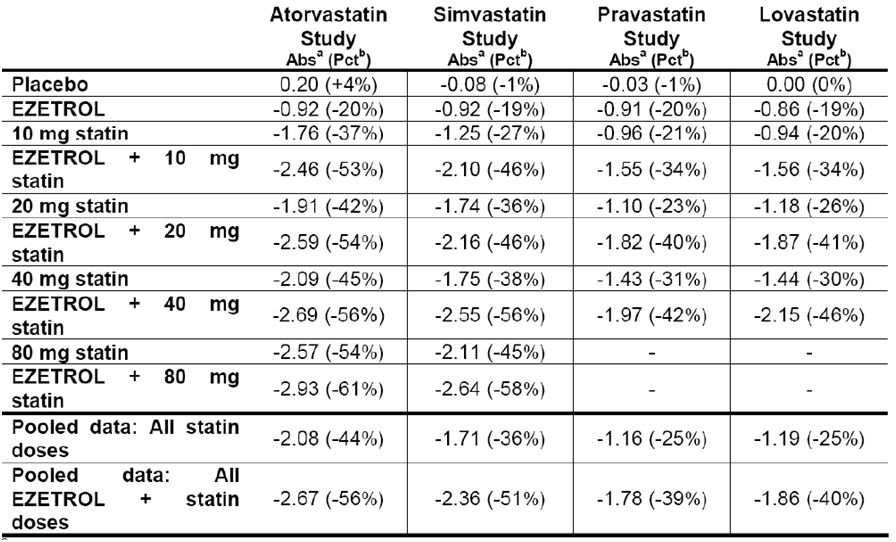 Atorvastatin Study Absᵃ (Pctᵇ) Simvastatin Study Absᵃ (Pctᵇ) Pravastatin Study Absᵃ (Pctᵇ) Lovastatin Study Absᵃ (Pctᵇ)
Placebo 0.20 (+4%) -0.08 (-1%) -0.03 (-1%) 0.00 (0%)
EZETROL -0.92 (-20%) -0.92 (-19%) -0.91 (-20%) -0.86 (-19%)
10 mg statin -1.76 (-37%) -1.25 (-27%) -0.96 (-21%) -0.94 (-20%)
EZETROL + 10 mg statin -2.46 (-53%) -2.10 (-46%) -1.55 (-34%) -1.56 (-34%)
20 mg statin -1.91 (-42%) -1.74 (-36%) -1.10 (-23%) -1.18 (-26%)
EZETROL + 20 mg statin -2.59 (-54%) -2.16 (-46%) -1.82 (-40%) -1.87 (-41%)
40 mg statin -2.09 (-45%) -1.75 (-38%) -1.43 (-31%) -1.44 (-30%)
EZETROL + 40 mg statin -2.69 (-56%) -2.55 (-56%) -1.97 (-42%) -2.15 (-46%)
80 mg statin -2.57 (-54%) -2.11 (-45%) - -
EZETROL + 80 mg statin -2.93 (-61%) -2.64 (-58%) - -
Pooled data: All statin doses -2.08 (-44%) -1.71 (-36%) -1.16 (-25%) -1.19 (-25%)
Pooled data: All EZETROL + statin doses -2.67 (-56%) -2.36 (-51%) -1.78 (-39%) -1.86 (-40%)